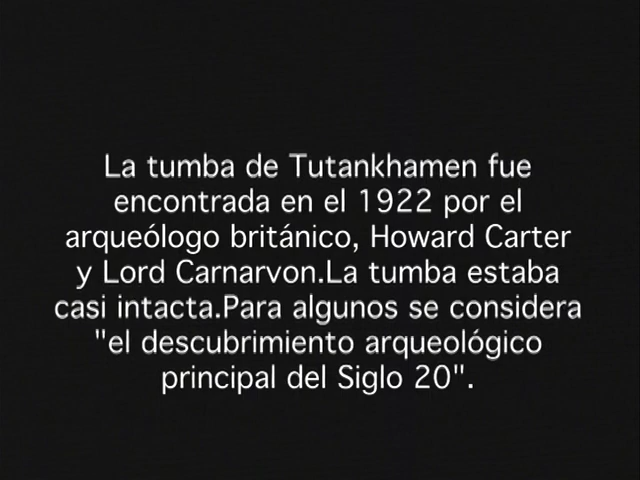 La tumba de Tutankhamen fue
encontrada en el 1922 por el
arqueólogo británico, Howard Carter
y Lord Carnarvon.La tumba estaba
casi intacta.Para algunos se considera
"el descubrimiento arqueológico
principal del Siglo 20".